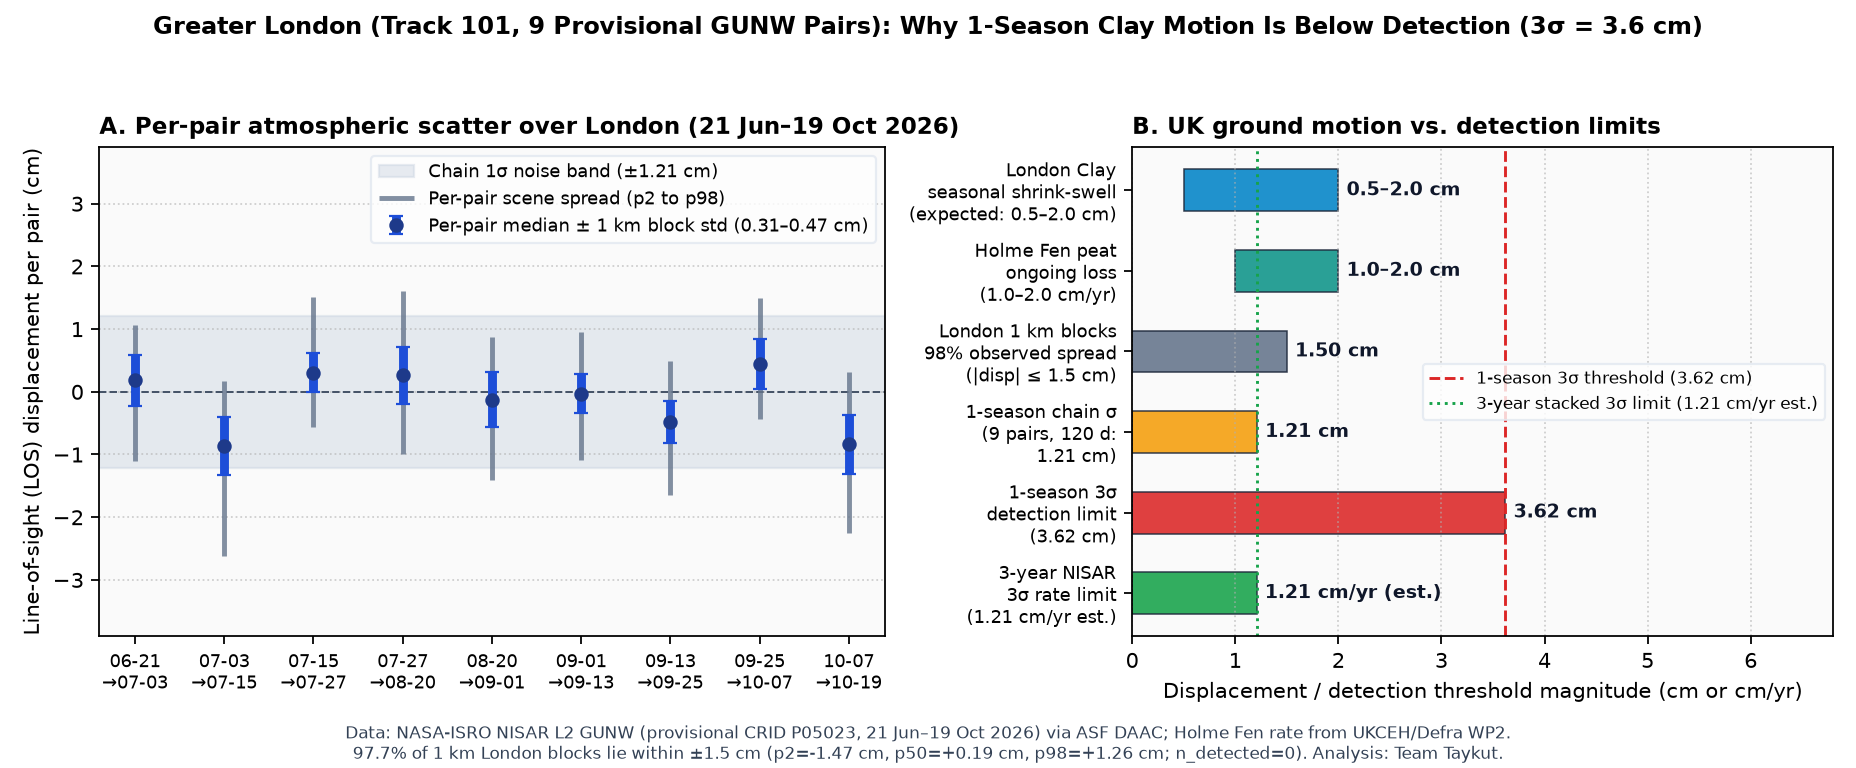 Greater London (Track 101, 9 Provisional GUNW Pairs): Why 1-Season Clay Motion Is Below Detection (3σ = 3.6 cm)
A. Per-pair atmospheric scatter over London (21 Jun–19 Oct 2026)
Line-of-sight (LOS) displacement per pair (cm)
3
2
1
0
−1
−2
−3
Chain 1σ noise band (±1.21 cm)
Per-pair scene spread (p2 to p98)
Per-pair median ± 1 km block std (0.31–0.47 cm)
06-21
→07-03
07-03
→07-15
07-15
→07-27
07-27
→08-20
08-20
→09-01
09-01
→09-13
09-13
→09-25
09-25
→10-07
10-07
→10-19
B. UK ground motion vs. detection limits
London Clay
seasonal shrink-swell
(expected: 0.5–2.0 cm)
0.5–2.0 cm
Holme Fen peat
ongoing loss
(1.0–2.0 cm/yr)
1.0–2.0 cm
London 1 km blocks
98% observed spread
(|disp| ≤ 1.5 cm)
1.50 cm
1-season chain σ
(9 pairs, 120 d:
1.21 cm)
1.21 cm
1-season 3σ
detection limit
(3.62 cm)
3.62 cm
3-year NISAR
3σ rate limit
(1.21 cm/yr est.)
1.21 cm/yr (est.)
1-season 3σ threshold (3.62 cm)
3-year stacked 3σ limit (1.21 cm/yr est.)
0 1 2 3 4 5 6
Displacement / detection threshold magnitude (cm or cm/yr)
Data: NASA-ISRO NISAR L2 GUNW (provisional CRID P05023, 21 Jun–19 Oct 2026) via ASF DAAC; Holme Fen rate from UKCEH/Defra WP2.
97.7% of 1 km London blocks lie within ±1.5 cm (p2=-1.47 cm, p50=+0.19 cm, p98=+1.26 cm; n_detected=0). Analysis: Team Taykut.